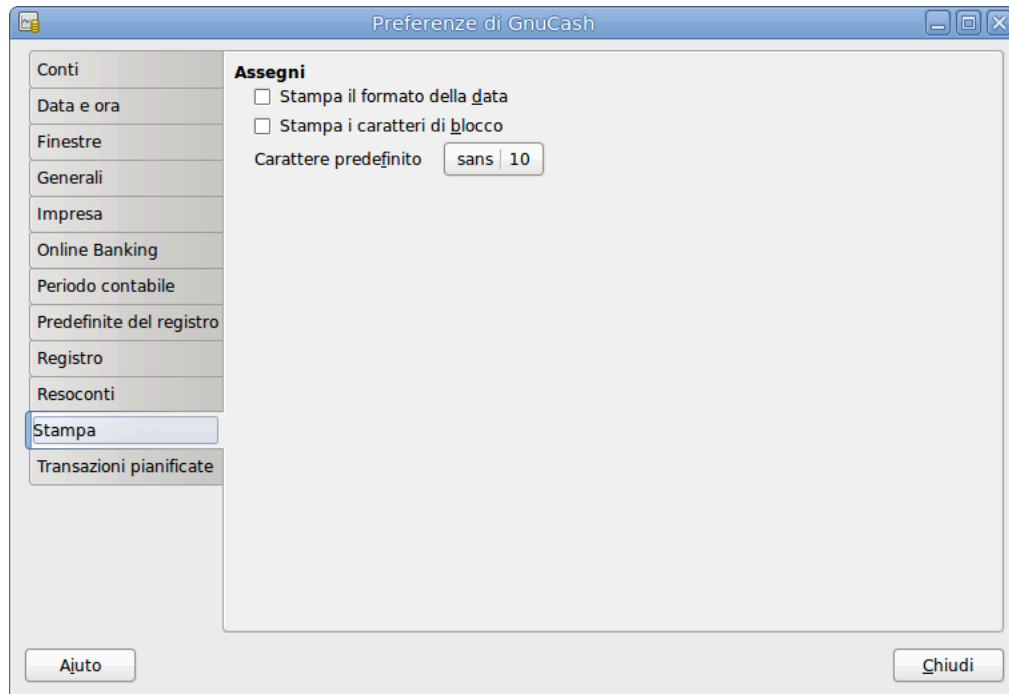 Preferenze di GnuCash
Conti
Data e ora
Finestre
Generali
Impresa
Online Banking
Periodo contabile
Predefinite del registro
Registro
Resoconti
Stampa
Transazioni pianificate
Assegni
Stampa il formato della data
Stampa i caratteri di blocco
Carattere predefinito sans 10
Aiuto
Chiudi